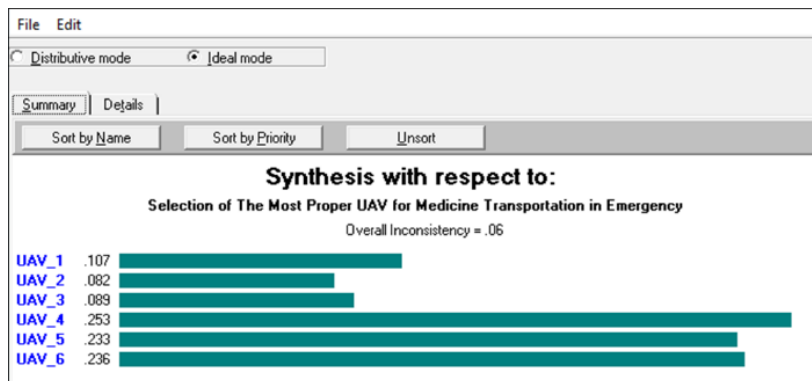 File Edit
Distributive mode Ideal mode
Summary Details
Sort by Name Sort by Priority Unsort
Synthesis with respect to:
Selection of The Most Proper UAV for Medicine Transportation in Emergency
Overall Inconsistency = .06
UAV_1 .107
UAV_2 .082
UAV_3 .089
UAV_4 .253
UAV_5 .233
UAV_6 .236